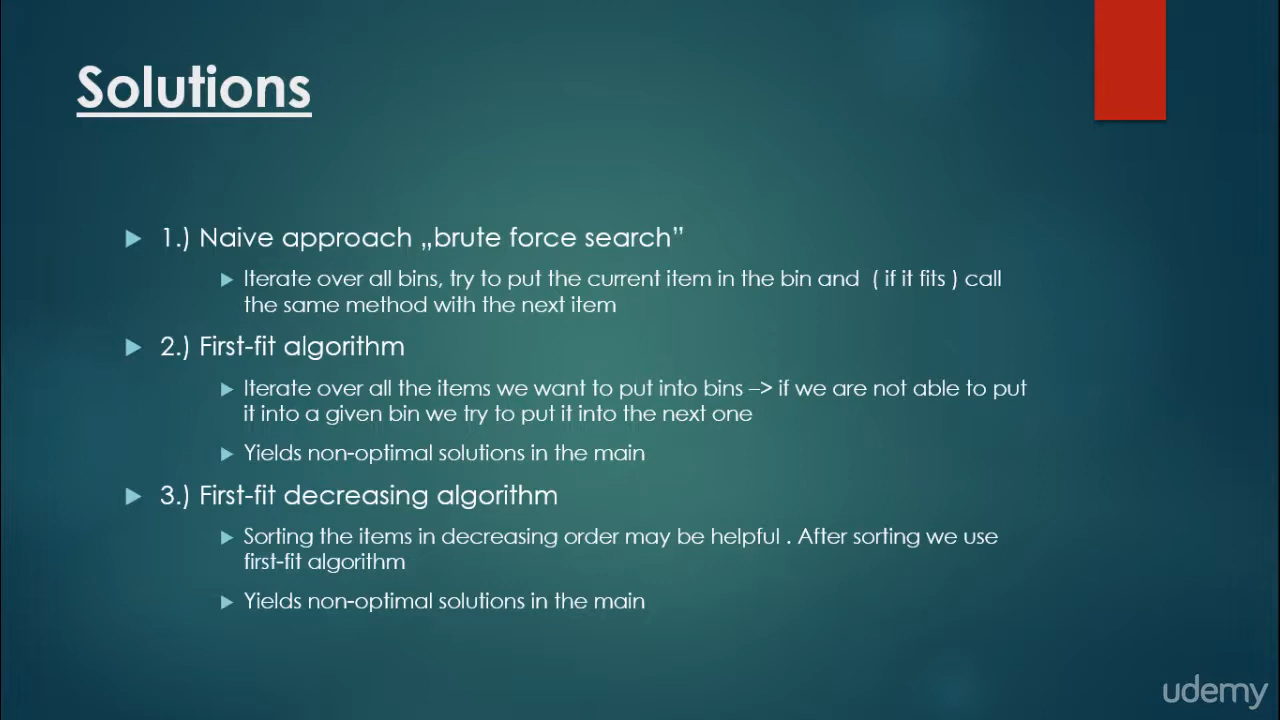 Solutions
1.) Naive approach „brute force search”
Iterate over all bins, try to put the current item in the bin and ( if it fits ) call
the same method with the next item
2.) First-fit algorithm
Iterate over all the items we want to put into bins –> if we are not able to put
it into a given bin we try to put it into the next one
Yields non-optimal solutions in the main
3.) First-fit decreasing algorithm
Sorting the items in decreasing order may be helpful . After sorting we use
first-fit algorithm
Yields non-optimal solutions in the main
udemy